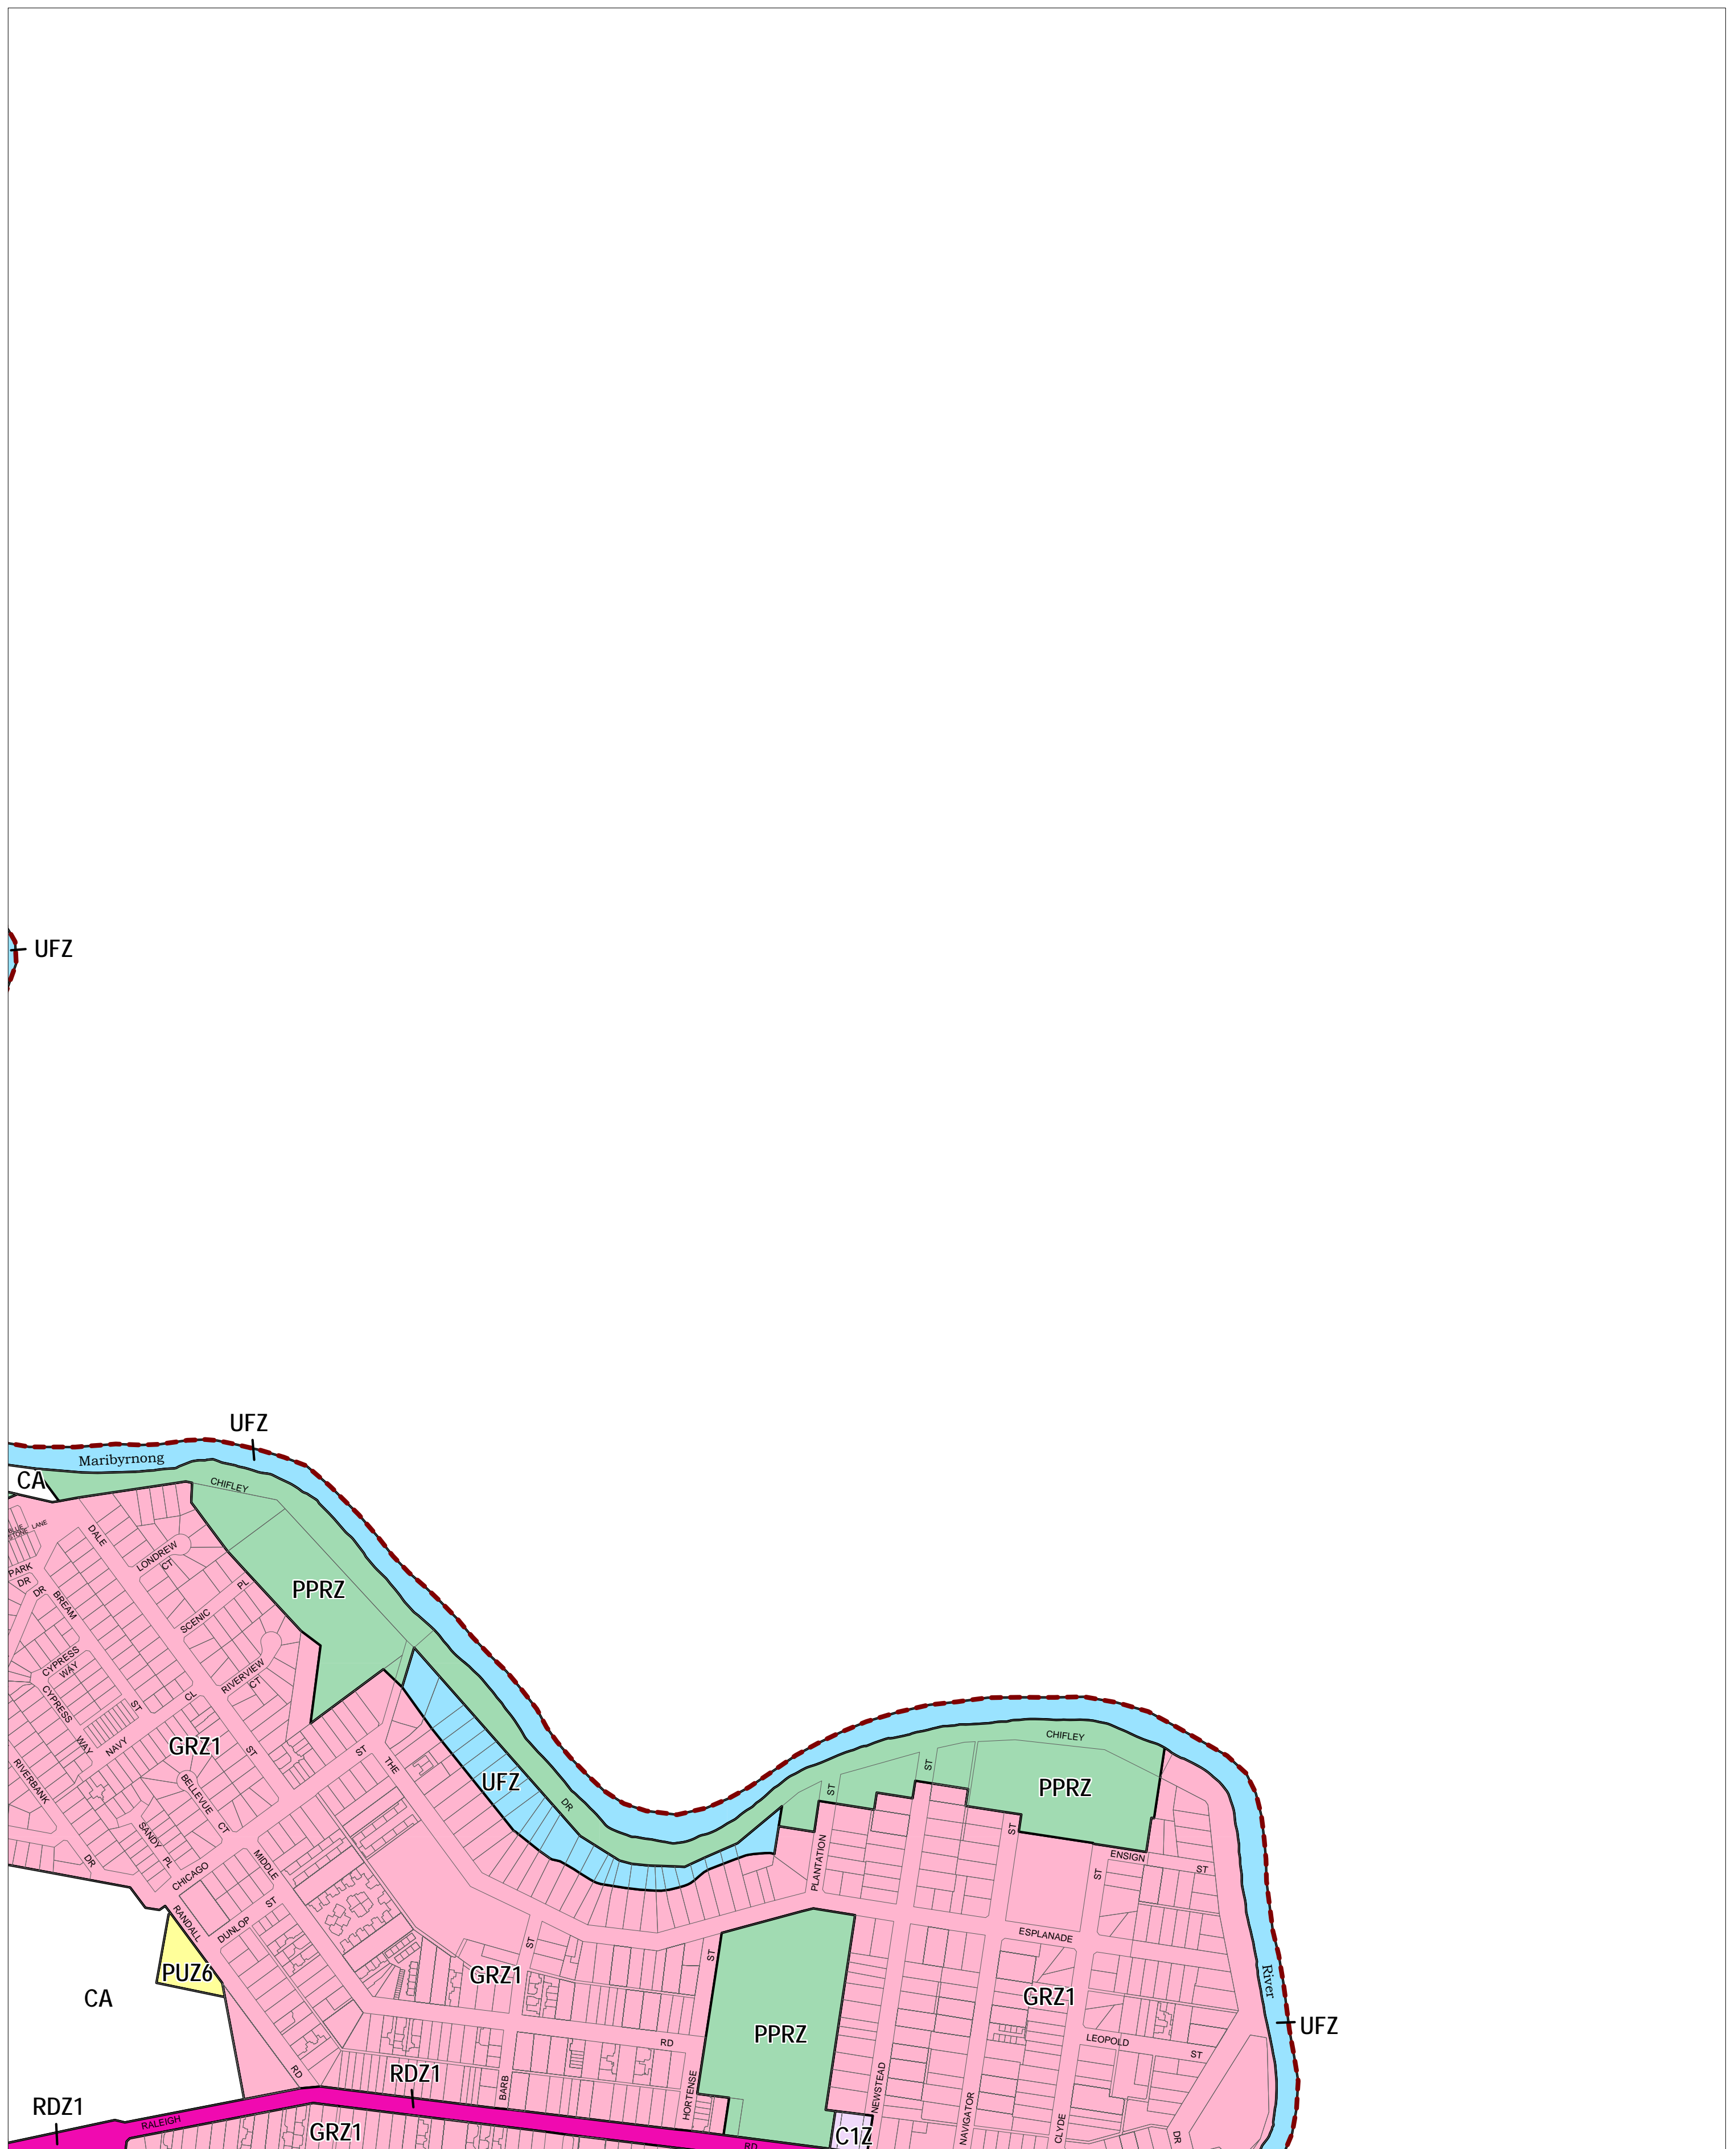 UFZ
UFZ
Maribyrnong
CA
CHIFLEY
LANE
DALE
LONDREW
CT
PARK
DR
DR
BREAM
PL
SCENIC
PPRZ
CYPRESS
WAY
RIVERVIEW
CT
CYPRESS
WAY
ST
CL
NAVY
GRZ1
ST
ST
THE
RIVERBANK
DR
BELLEVUE
CT
SANDY
PL
UFZ
DR
CHIFLEY
ST
ST
PPRZ
ST
PLANTATION
ENSIGN
ST
ST
CHICAGO
MIDDLE
ST
RANDALL
DUNLOP
PUZ6
CA
ST
ST
GRZ1
ESPLANADE
River
GRZ1
UFZ
PPRZ
RD
LEOPOLD
ST
RD
RDZ1
BARB
HORTENSE
NEWSTEAD
NAVIGATOR
CLYDE
DR
RDZ1
RALEIGH
GRZ1
RD
C1Z